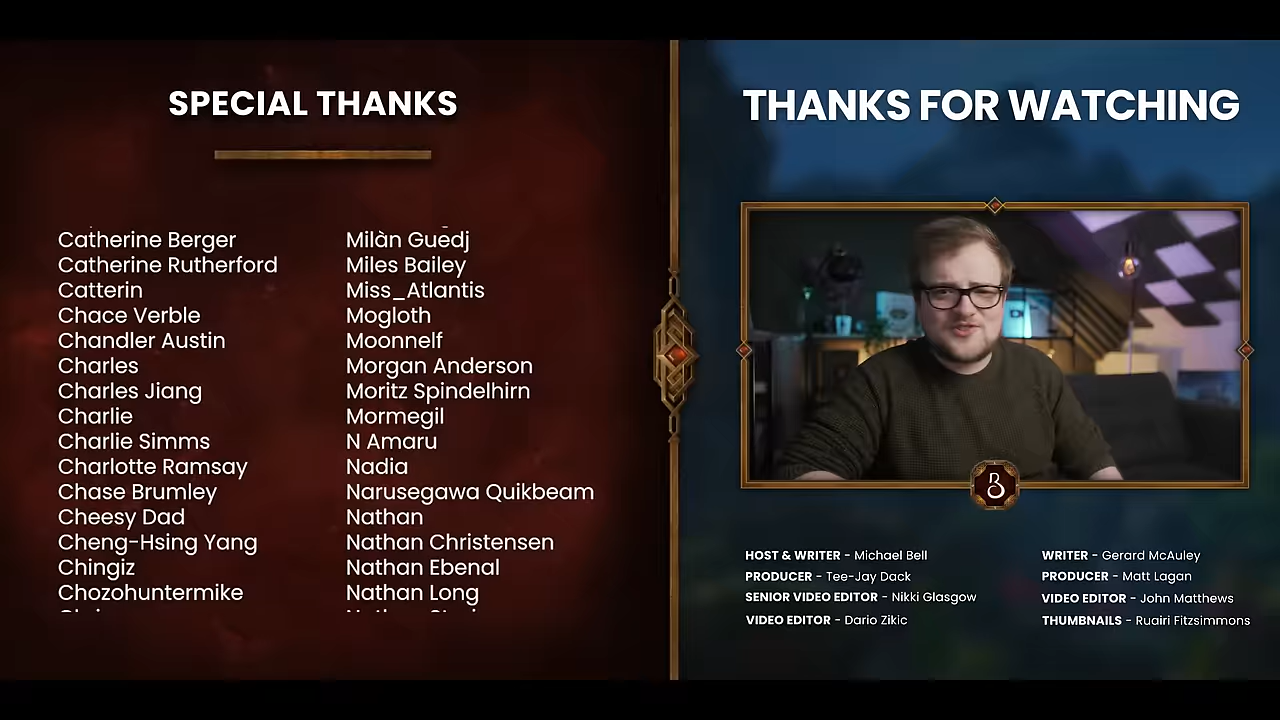 SPECIAL THANKS
Catherine Berger
Catherine Rutherford
Catterin
Chace Verble
Chandler Austin
Charles
Charles Jiang
Charlie
Charlie Simms
Charlotte Ramsay
Chase Brumley
Cheesy Dad
Cheng-Hsing Yang
Chingiz
Chozohuntermike
Milàn Guedj
Miles Bailey
Miss_Atlantis
Mogloth
Moonnelf
Morgan Anderson
Moritz Spindelhirn
Mormegil
N Amaru
Nadia
Narusegawa Quikbeam
Nathan
Nathan Christensen
Nathan Ebenal
Nathan Long
THANKS FOR WATCHING
B
HOST & WRITER - Michael Bell
PRODUCER - Tee-Jay Dack
SENIOR VIDEO EDITOR - Nikki Glasgow
VIDEO EDITOR - Dario Zikic
WRITER - Gerard McAuley
PRODUCER - Matt Lagan
VIDEO EDITOR - John Matthews
THUMBNAILS - Ruairi Fitzsimmons